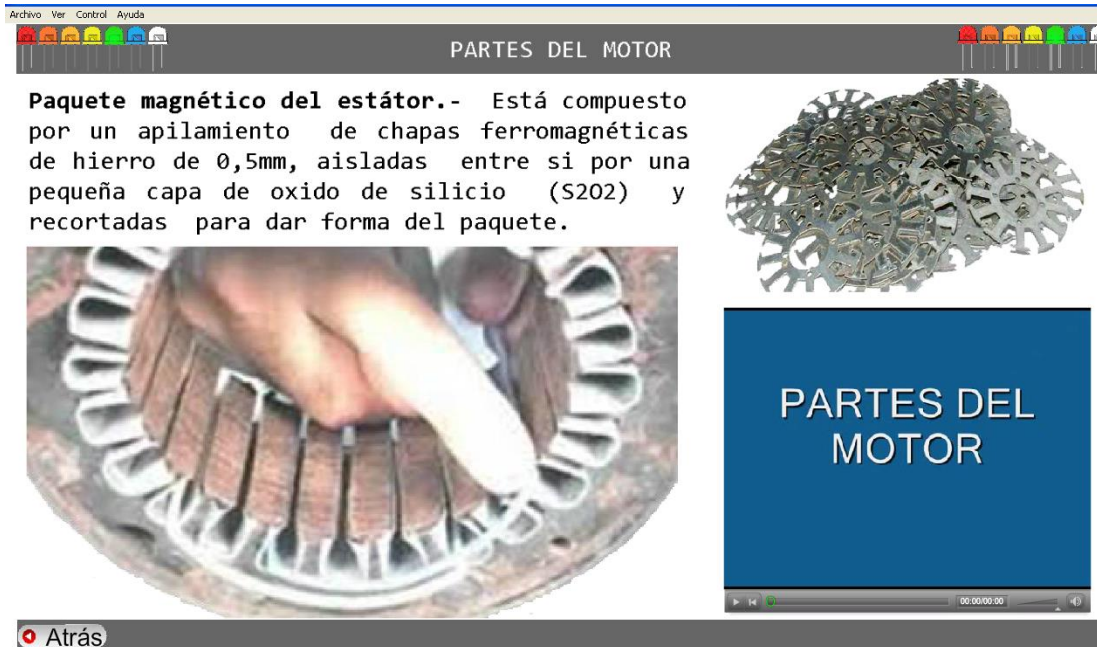 Archivo Ver Control Ayuda
PARTES DEL MOTOR
Paquete magnético del estátor.- Está compuesto
por un apilamiento de chapas ferromagnéticas
de hierro de 0,5mm, aisladas entre si por una
pequeña capa de oxido de silicio (S2O2) y
recortadas para dar forma del paquete.
PARTES DEL
MOTOR
00:00/00:00
Atrás